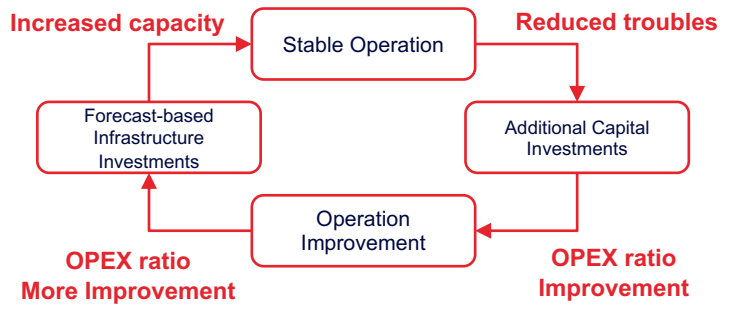 Increased capacity
Stable Operation
Reduced troubles
Forecast-based
Infrastructure
Investments
Additional Capital
Investments
Operation
Improvement
OPEX ratio
More Improvement
OPEX ratio
Improvement